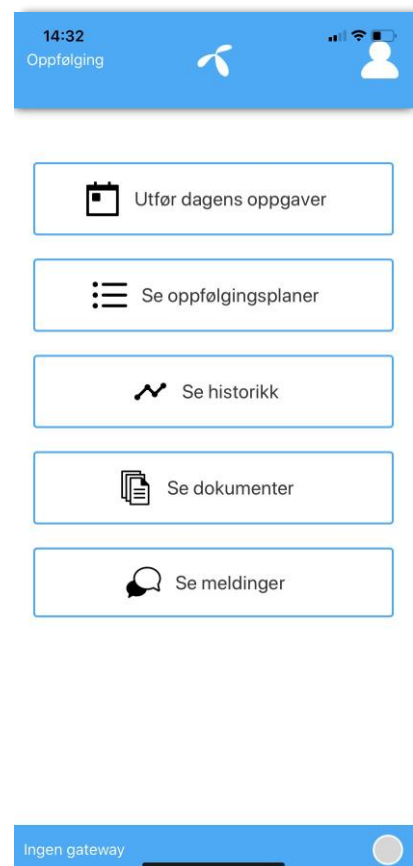 14:32
Oppfølging
Utfør dagens oppgaver
Se oppfølgingsplaner
Se historikk
Se dokumenter
Se meldinger
Ingen gateway